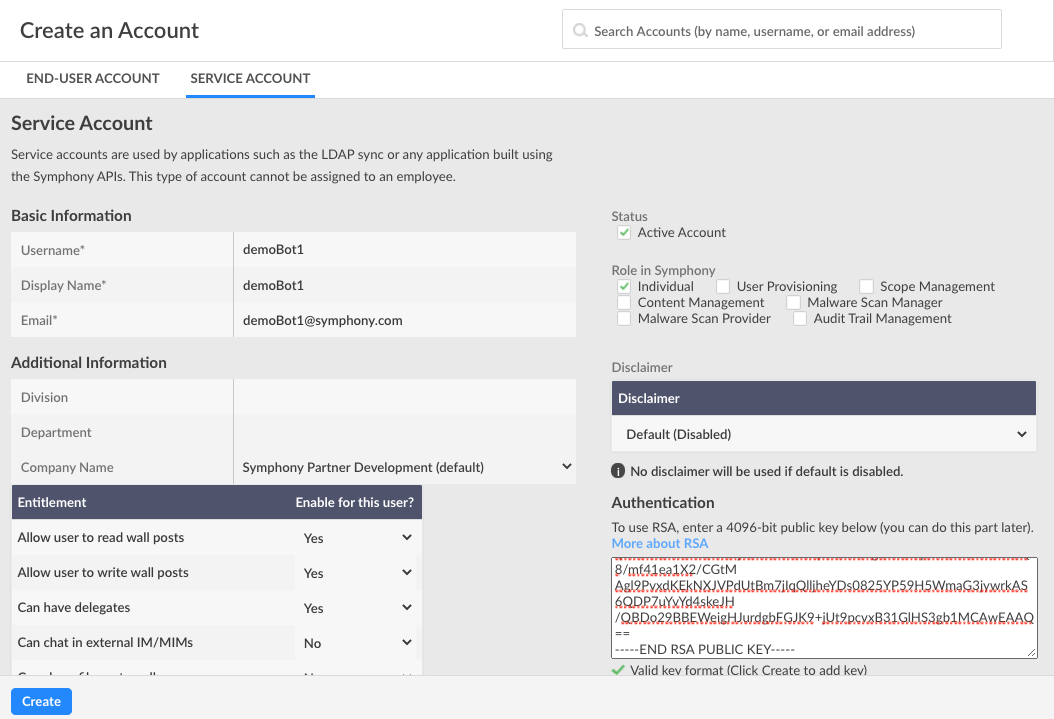 Create an Account
Search Accounts (by name, username, or email address)
END-USER ACCOUNT
SERVICE ACCOUNT
Service Account
Service accounts are used by applications such as the LDAP sync or any application built using
the Symphony APIs. This type of account cannot be assigned to an employee.
Basic Information
Username* demoBot1
Display Name* demoBot1
Email* demoBot1@symphony.com
Additional Information
Division
Department
Company Name Symphony Partner Development (default)
Entitlement Enable for this user?
Allow user to read wall posts Yes
Allow user to write wall posts Yes
Can have delegates Yes
Can chat in external IM/MIMs No
Status
Active Account
Role in Symphony
Individual User Provisioning Scope Management
Content Management Malware Scan Manager
Malware Scan Provider Audit Trail Management
Disclaimer
Disclaimer
Default (Disabled)
No disclaimer will be used if default is disabled.
Authentication
To use RSA, enter a 4096-bit public key below (you can do this part later).
More about RSA
8/mf41ea1X2/CGtM
6QDP7uYvYd4skeJH
==
-----END RSA PUBLIC KEY-----
Valid key format (Click Create to add key)
Create